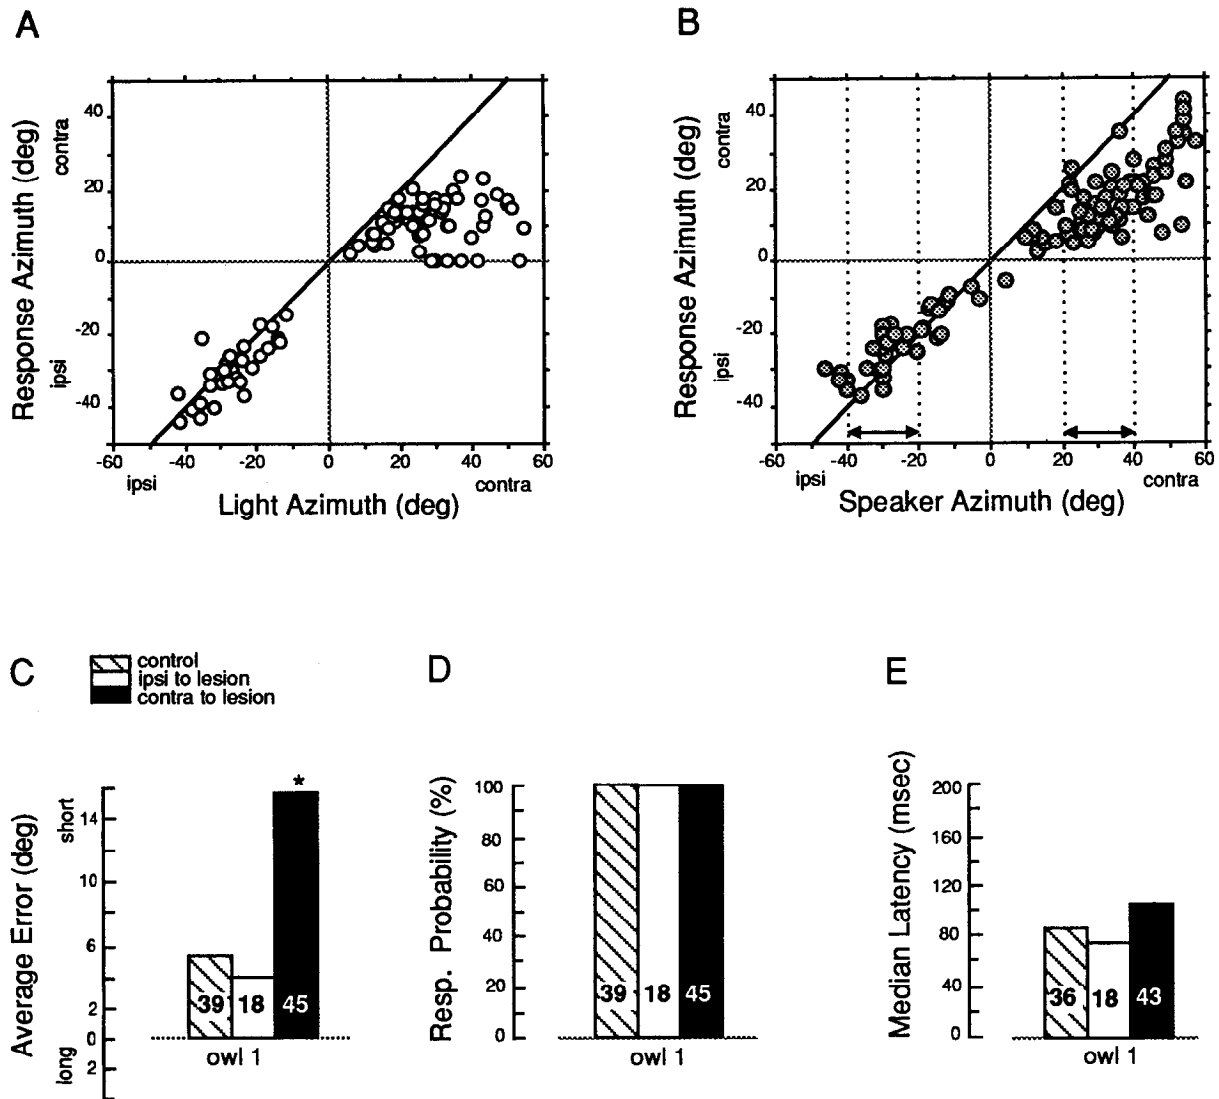 A
B
Response Azimuth (deg)
contra
ipsi
40
20
0
-20
-40
-60 -40 -20 0 20 40 60
ipsi contra
Light Azimuth (deg)
Response Azimuth (deg)
contra
ipsi
40
20
0
-20
-40
-60 -40 -20 0 20 40 60
ipsi contra
Speaker Azimuth (deg)
C
control
ipsi to lesion
contra to lesion
D
E
Average Error (deg)
short
long
14
10
6
2
0
2
*
39 18 45
owl 1
Resp. Probability (%)
100
80
60
40
20
0
39 18 45
owl 1
Median Latency (msec)
200
160
120
80
40
0
36 18 43
owl 1